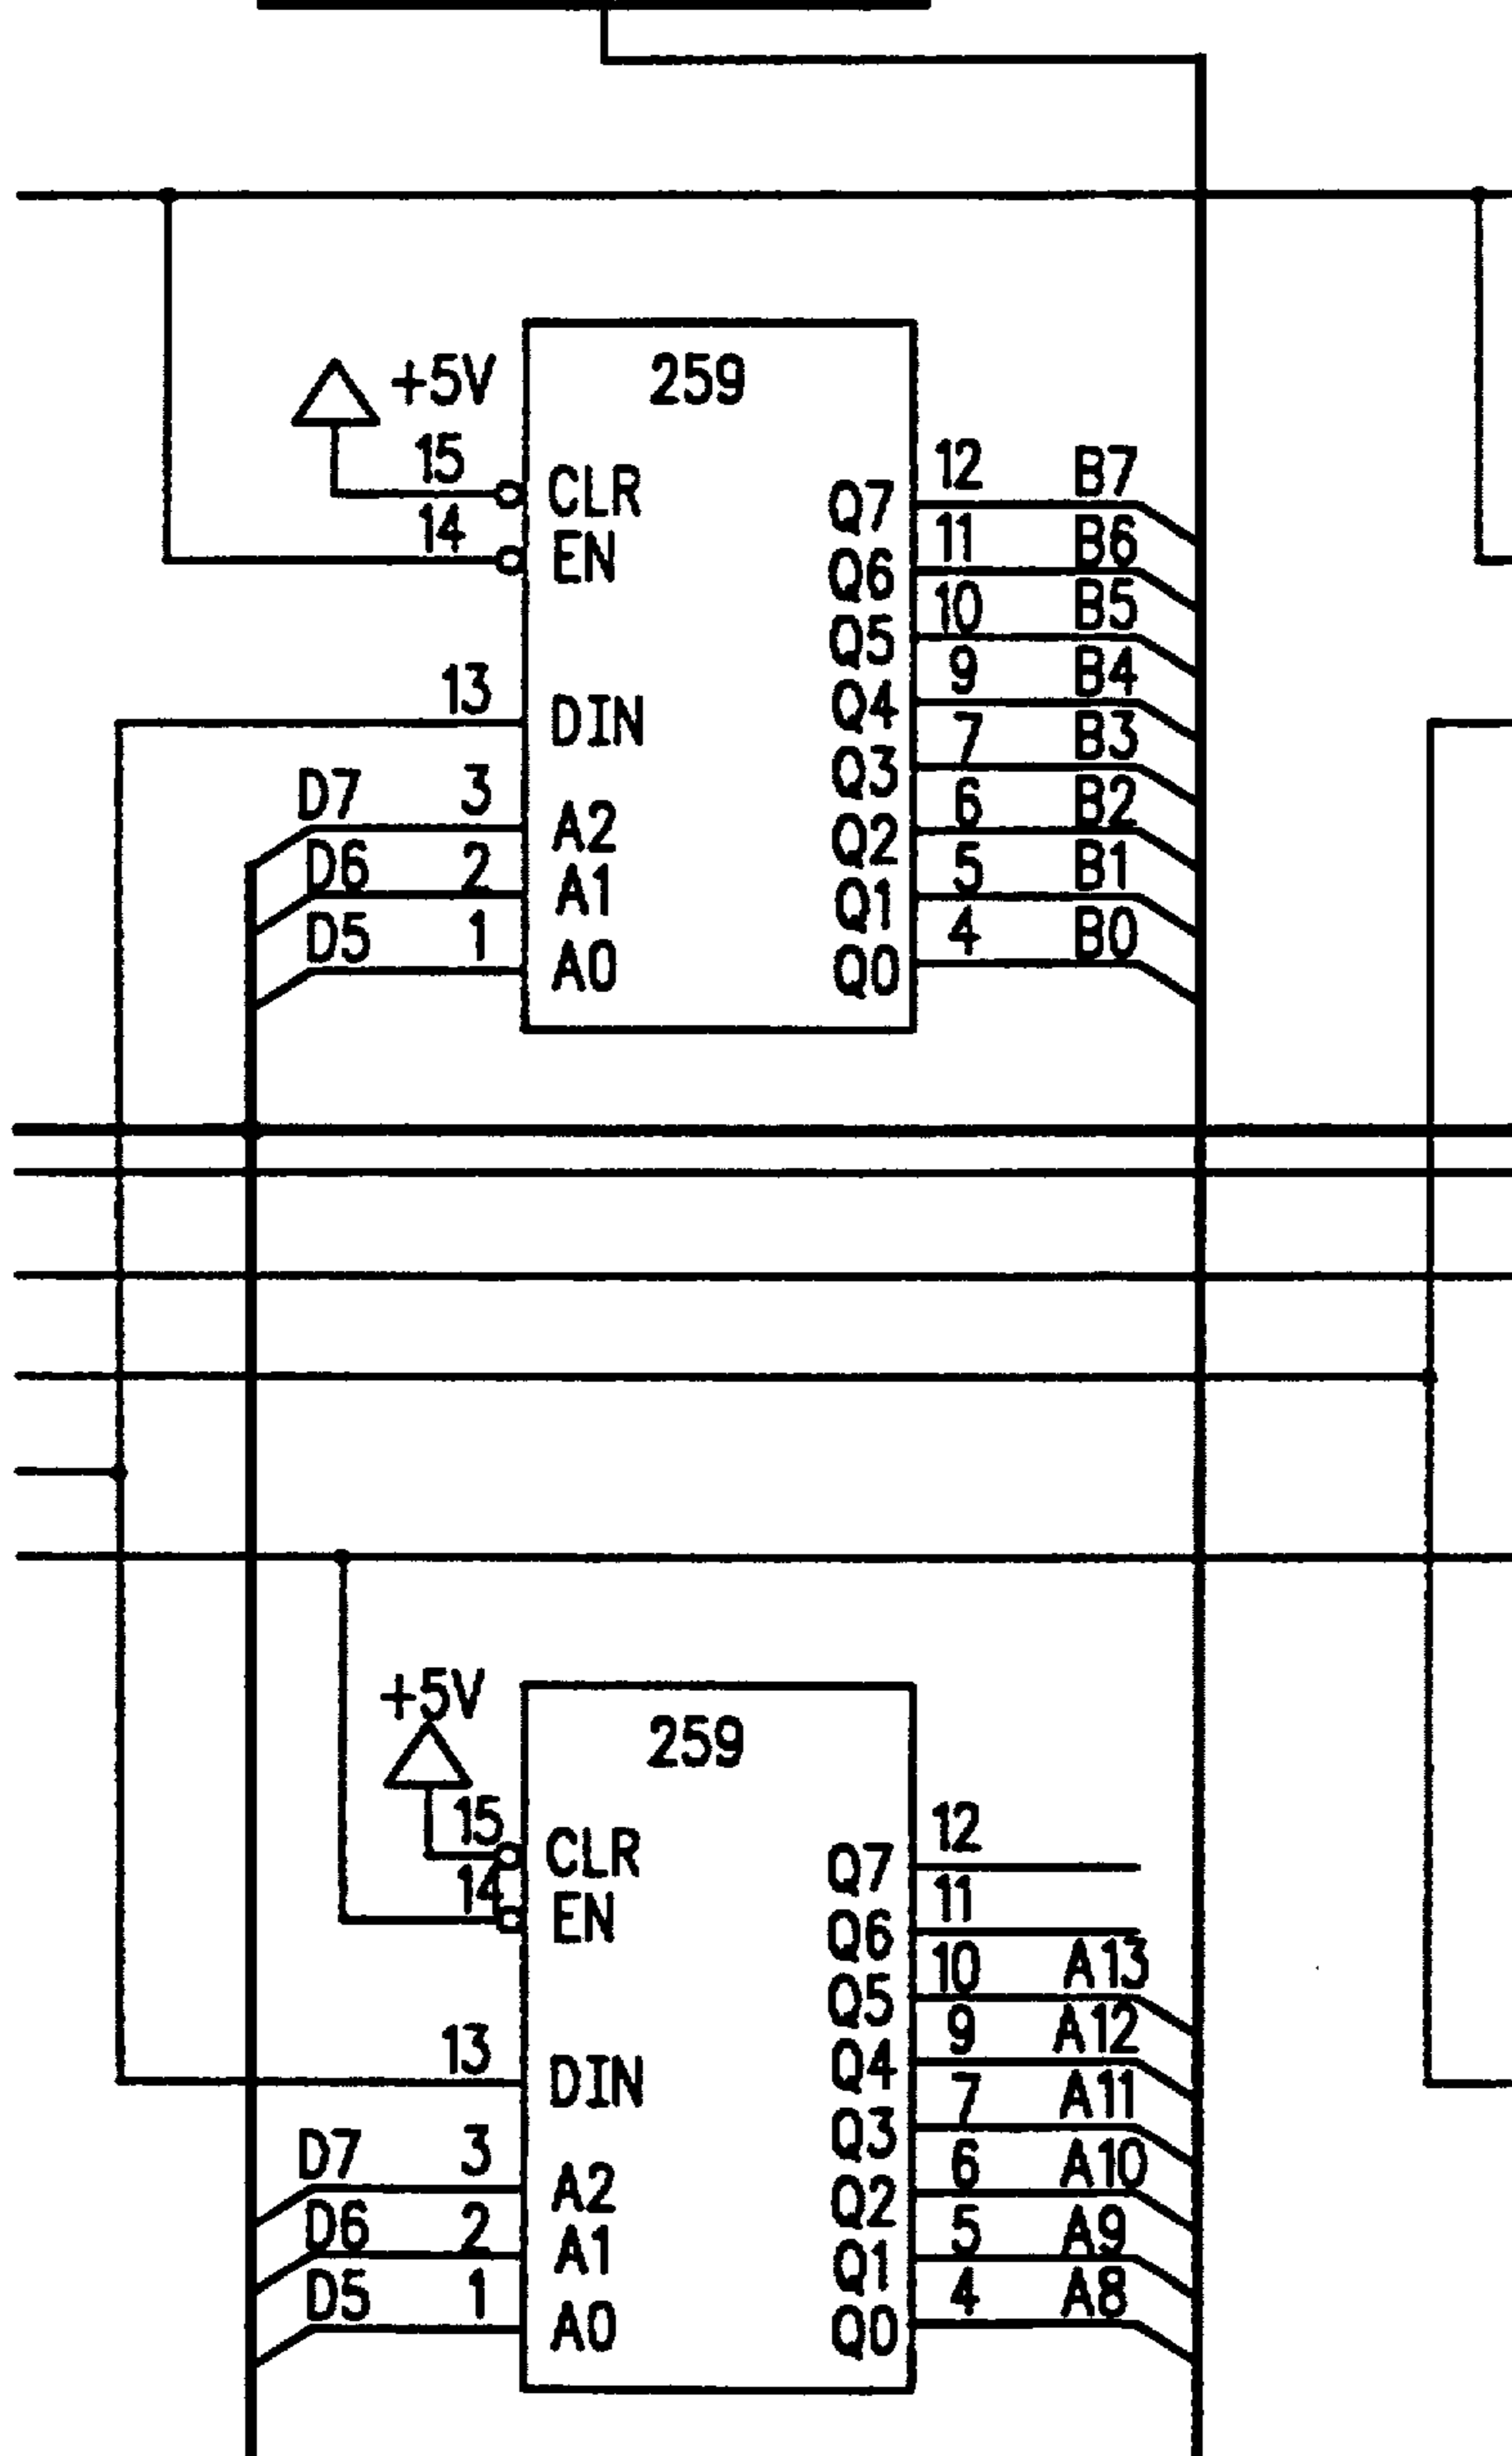 259
+5V
15
CLR
14
EN
12
B7
Q7
11
B6
Q6
10
B5
Q5
9
B4
Q4
13
DIN
7
B3
Q3
D7
3
A2
6
B2
Q2
D6
2
A1
5
B1
Q1
D5
1
A0
4
B0
Q0
+5V
259
15
CLR
14
EN
12
Q7
11
Q6
10
A13
Q5
9
A12
Q4
13
DIN
7
A11
Q3
D7
3
A2
6
A10
Q2
D6
2
A1
5
A9
Q1
D5
1
A0
4
A8
Q0